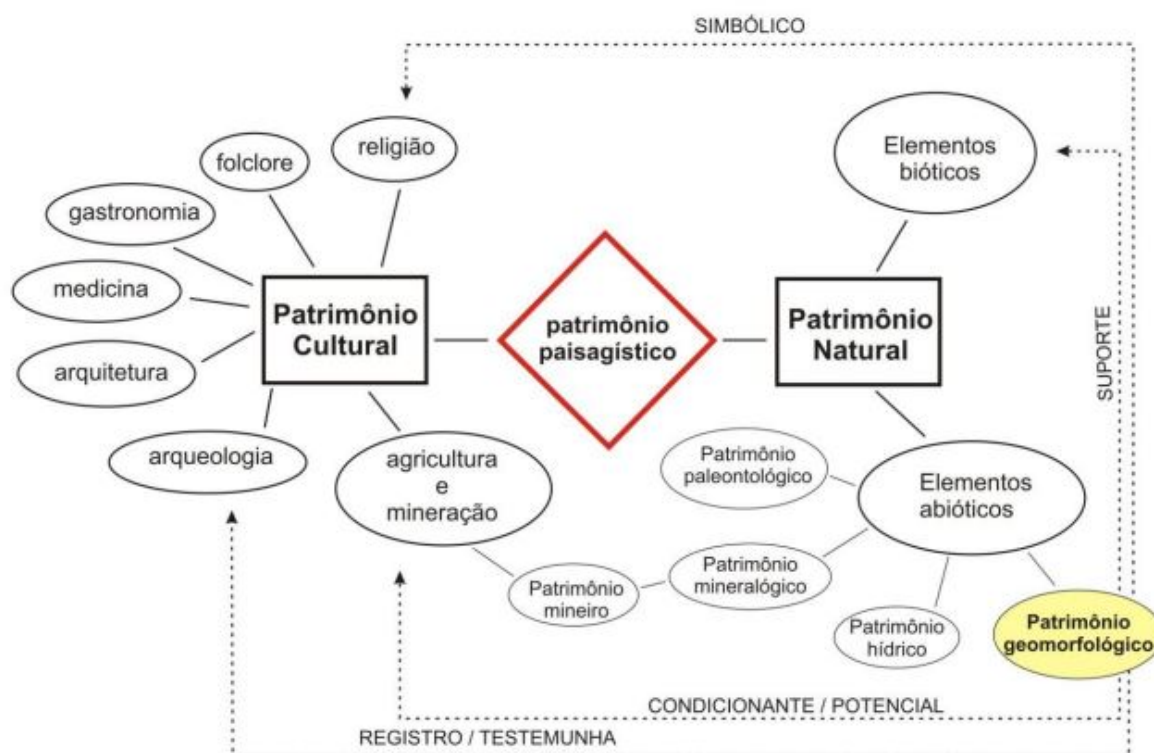 SIMBÓLICO
religião
folclore
gastronomia
medicina
arquitetura
arqueologia
Patrimônio
Cultural
agricultura
e
mineração
patrimônio
paisagístico
Elementos
bióticos
Patrimônio
Natural
SUPORTE
Elementos
abióticos
Patrimônio
paleontológico
Patrimônio
mineralógico
Patrimônio
mineiro
Patrimônio
hídrico
Patrimônio
geomorfológico
CONDICIONANTE / POTENCIAL
REGISTRO / TESTEMUNHA